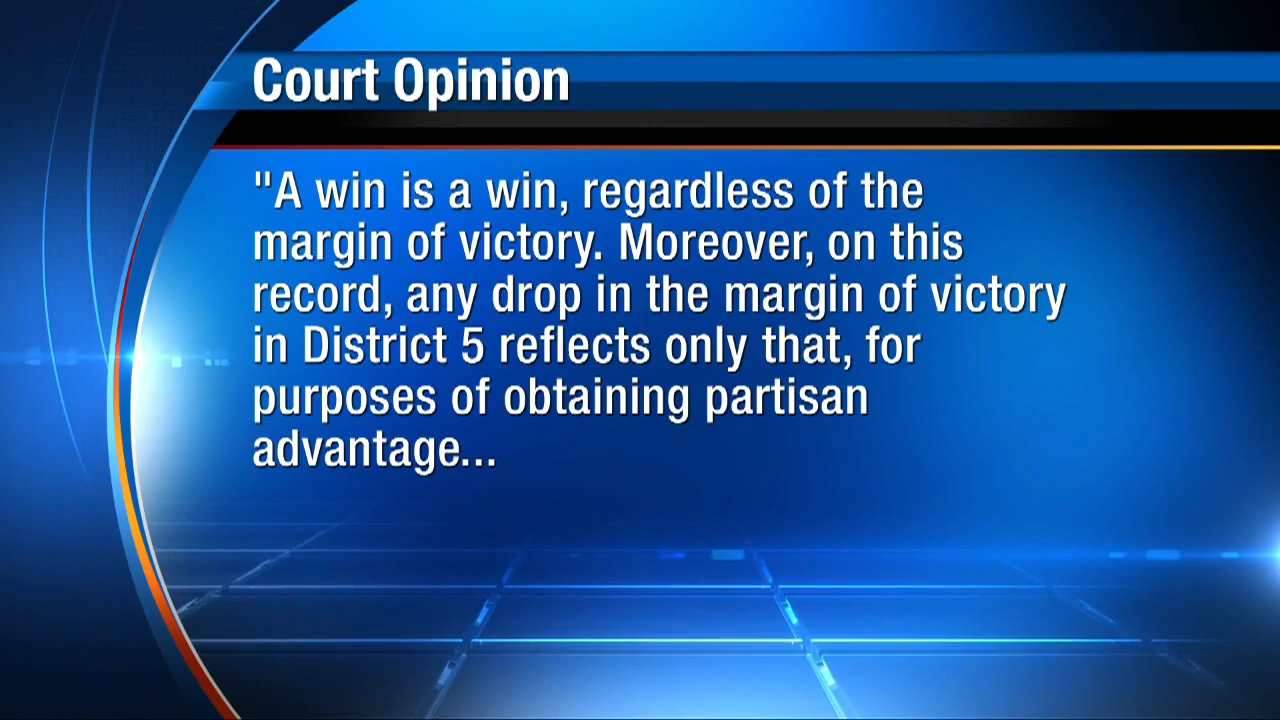 Court Opinion
"A win is a win, regardless of the
margin of victory. Moreover, on this
record, any drop in the margin of victory
in District 5 reflects only that, for
purposes of obtaining partisan
advantage...